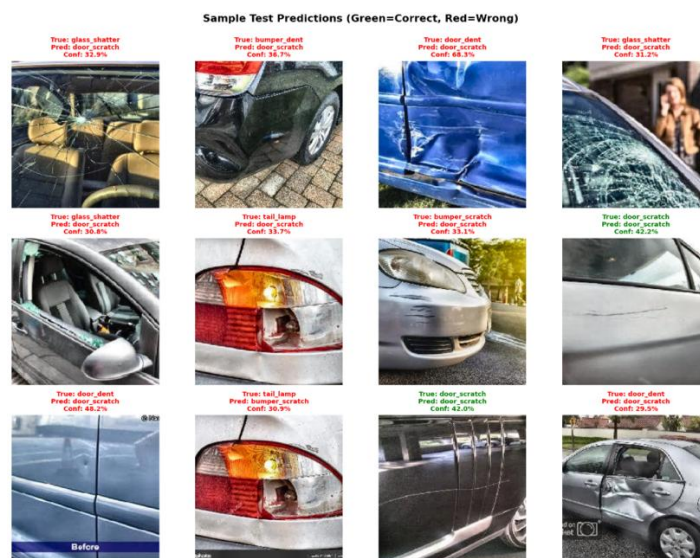 Sample Test Predictions (Green=Correct, Red=Wrong)
True: glass_shatter
Pred: door_scratch
Conf: 32.9%
True: bumper_dent
Pred: door_scratch
Conf: 36.7%
True: door_dent
Pred: door_scratch
Conf: 68.3%
True: glass_shatter
Pred: door_scratch
Conf: 31.2%
True: glass_shatter
Pred: door_scratch
Conf: 30.8%
True: tail_lamp
Pred: door_scratch
Conf: 33.7%
True: bumper_scratch
Pred: door_scratch
Conf: 33.1%
True: door_scratch
Pred: door_scratch
Conf: 42.2%
True: door_dent
Pred: door_scratch
Conf: 48.2%
True: tail_lamp
Pred: bumper_scratch
Conf: 30.9%
True: door_scratch
Pred: door_scratch
Conf: 42.0%
True: door_dent
Pred: door_scratch
Conf: 29.5%
Before